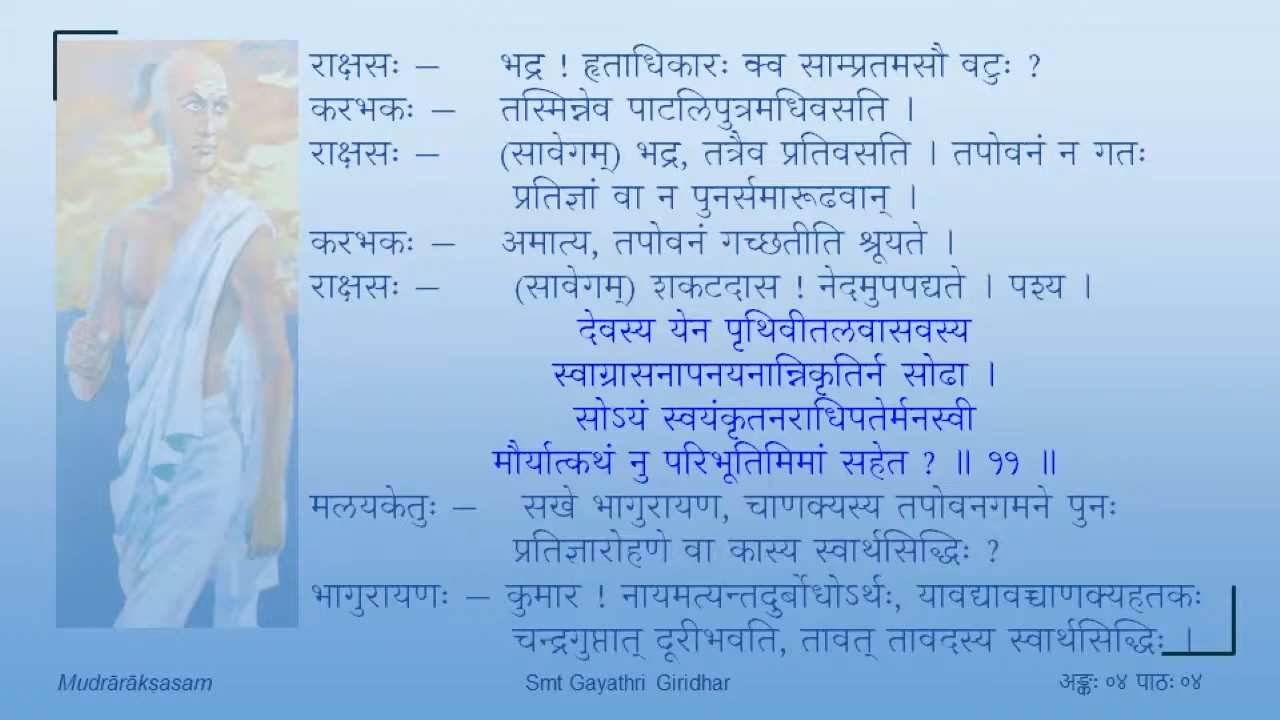 राक्षसः – भद्र ! हृताधिकारः क्व साम्प्रतमसौ वटुः ?
करभकः – तस्मिन्नेव पाटलिपुत्रमधिवसति ।
राक्षसः – (सावेगम्) भद्र, तत्रैव प्रतिवसति । तपोवनं न गतः
प्रतिज्ञां वा न पुनर्समारूढवान् ।
करभकः – अमात्य, तपोवनं गच्छतीति श्रूयते ।
राक्षसः – (सावेगम्) शकटदास ! नेदमुपपद्यते । पश्य ।
देवस्य येन पृथिवीतलवासवस्य
स्वाग्रासनापनयनान्निकृतिर्न सोढा ।
सोऽयं स्वयंकृतनराधिपतेर्मनस्वी
मौर्यात्कथं नु परिभूतिमिमां सहेत ? ॥ ११ ॥
मलयकेतुः – सखे भागुरायण, चाणक्यस्य तपोवनगमने पुनः
प्रतिज्ञारोहणे वा कास्य स्वार्थसिद्धिः ?
भागुरायणः – कुमार ! नायमत्यन्तदुर्बोधोऽर्थः, यावद्यावच्चाणक्यहतकः
चन्द्रगुप्तात् दूरीभवति, तावत् तावदस्य स्वार्थसिद्धिः ।
Mudrārākṣasam Smt Gayathri Giridhar अङ्कः ०४ पाठः ०४